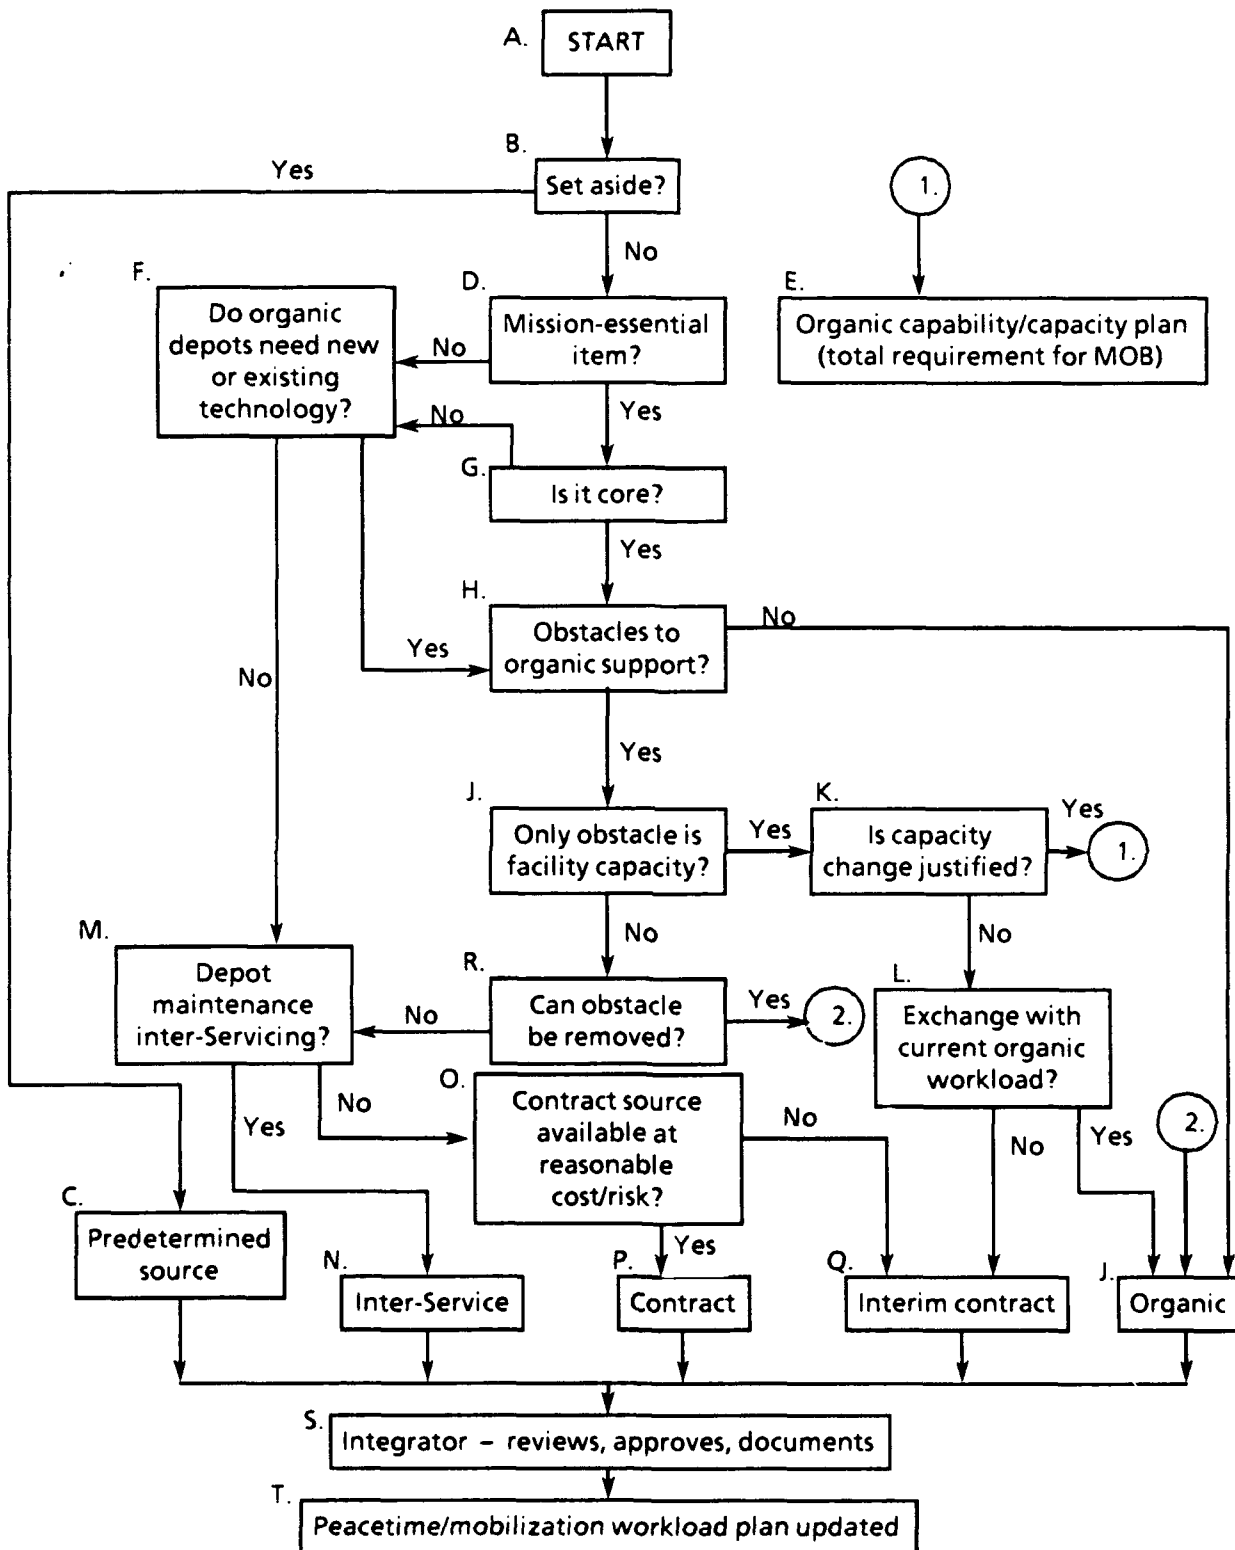 A.
START
B.
Yes
Set aside?
1.
No
F.
D.
E.
Do organic
depots need new
or existing
technology?
No
Mission-essential
item?
Organic capability/capacity plan
(total requirement for MOB)
Yes
No
G.
Is it core?
Yes
H.
No
Obstacles to
organic support?
Yes
No
Yes
J.
K.
Yes
Only obstacle is
facility capacity?
Yes
Is capacity
change justified?
1.
No
No
M.
R.
L.
Depot
maintenance
inter-Servicing?
No
Can obstacle
be removed?
Yes
2.
Exchange with
current organic
workload?
O.
No
Yes
Contract source
available at
reasonable
cost/risk?
No
No
Yes
2.
C.
Predetermined
source
Yes
N.
P.
Q.
J.
Inter-Service
Contract
Interim contract
Organic
S.
Integrator – reviews, approves, documents
T.
Peacetime/mobilization workload plan updated